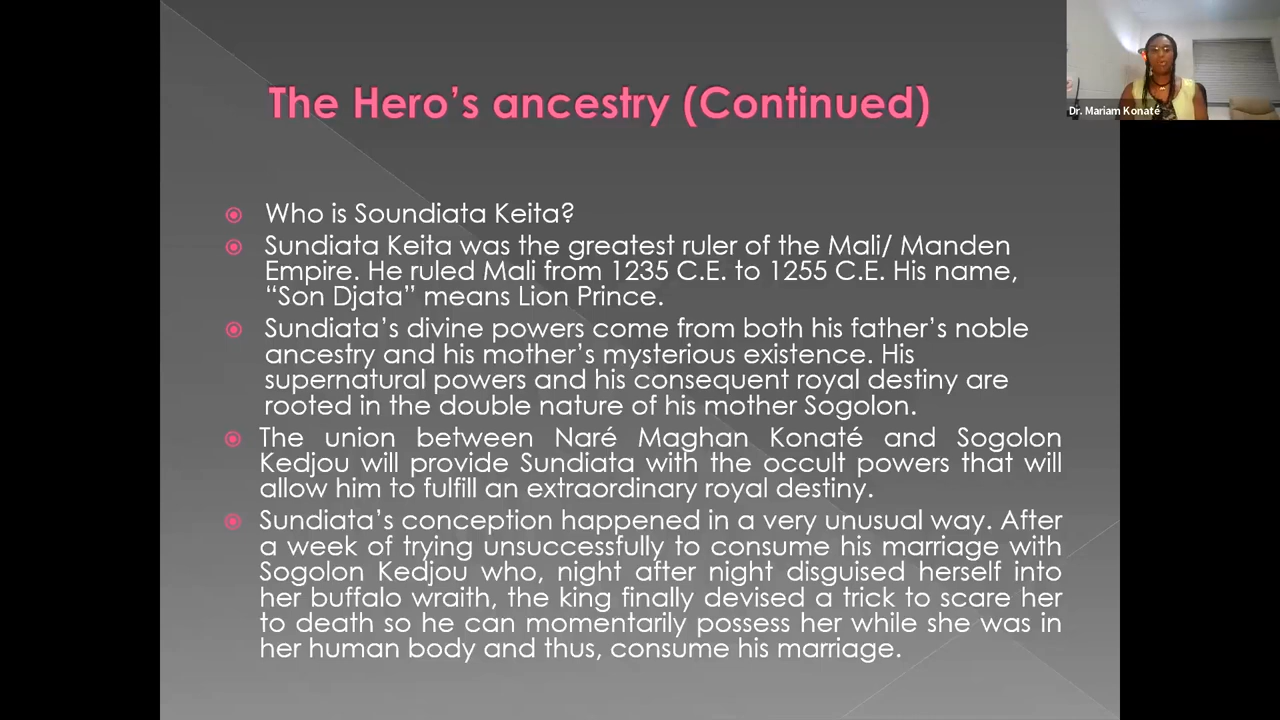 The Hero's ancestry (Continued)
Dr. Mariam Konaté
Who is Soundiata Keita?
Sundiata Keita was the greatest ruler of the Mali/ Manden
Empire. He ruled Mali from 1235 C.E. to 1255 C.E. His name,
“Son Djata” means Lion Prince.
Sundiata's divine powers come from both his father's noble
ancestry and his mother's mysterious existence. His
supernatural powers and his consequent royal destiny are
rooted in the double nature of his mother Sogolon.
The union between Naré Maghan Konaté and Sogolon
Kedjou will provide Sundiata with the occult powers that will
allow him to fulfill an extraordinary royal destiny.
Sundiata's conception happened in a very unusual way. After
a week of trying unsuccessfully to consume his marriage with
Sogolon Kedjou who, night after night disguised herself into
her buffalo wraith, the king finally devised a trick to scare her
to death so he can momentarily possess her while she was in
her human body and thus, consume his marriage.